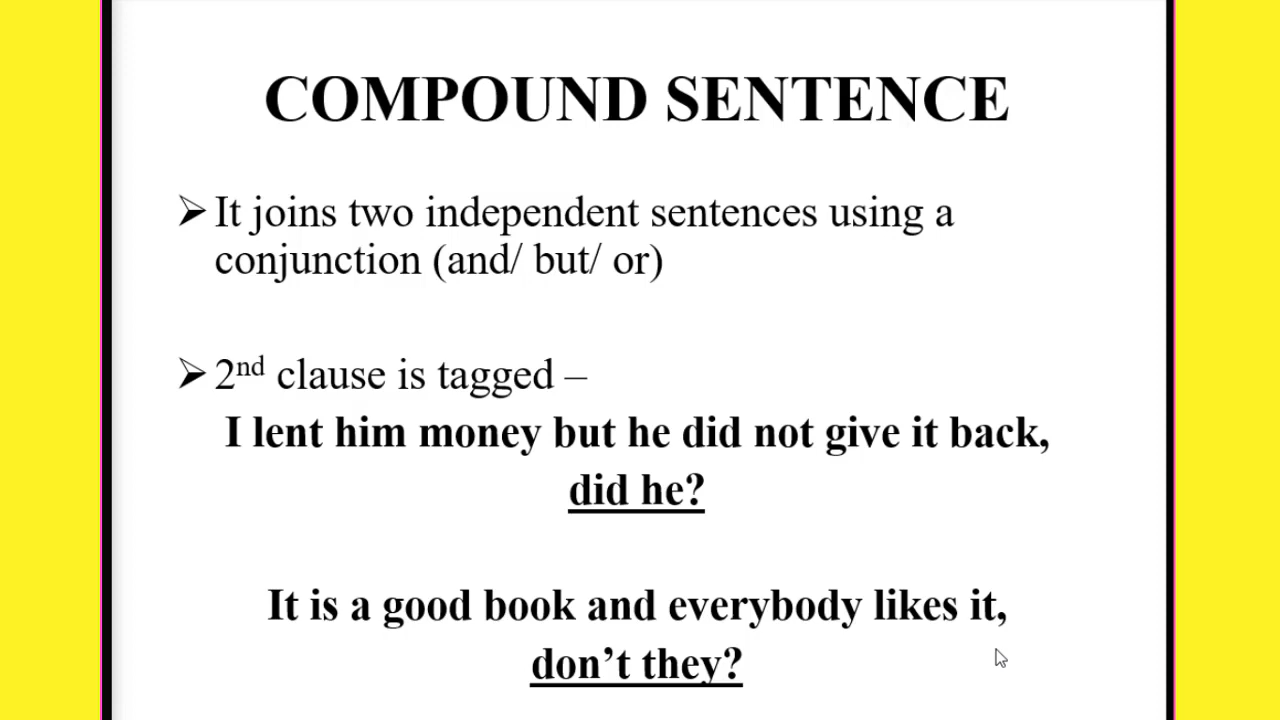 COMPOUND SENTENCE
➢ It joins two independent sentences using a
conjunction (and/ but/ or)
➢ 2nd clause is tagged –
I lent him money but he did not give it back,
did he?
It is a good book and everybody likes it,
don’t they?